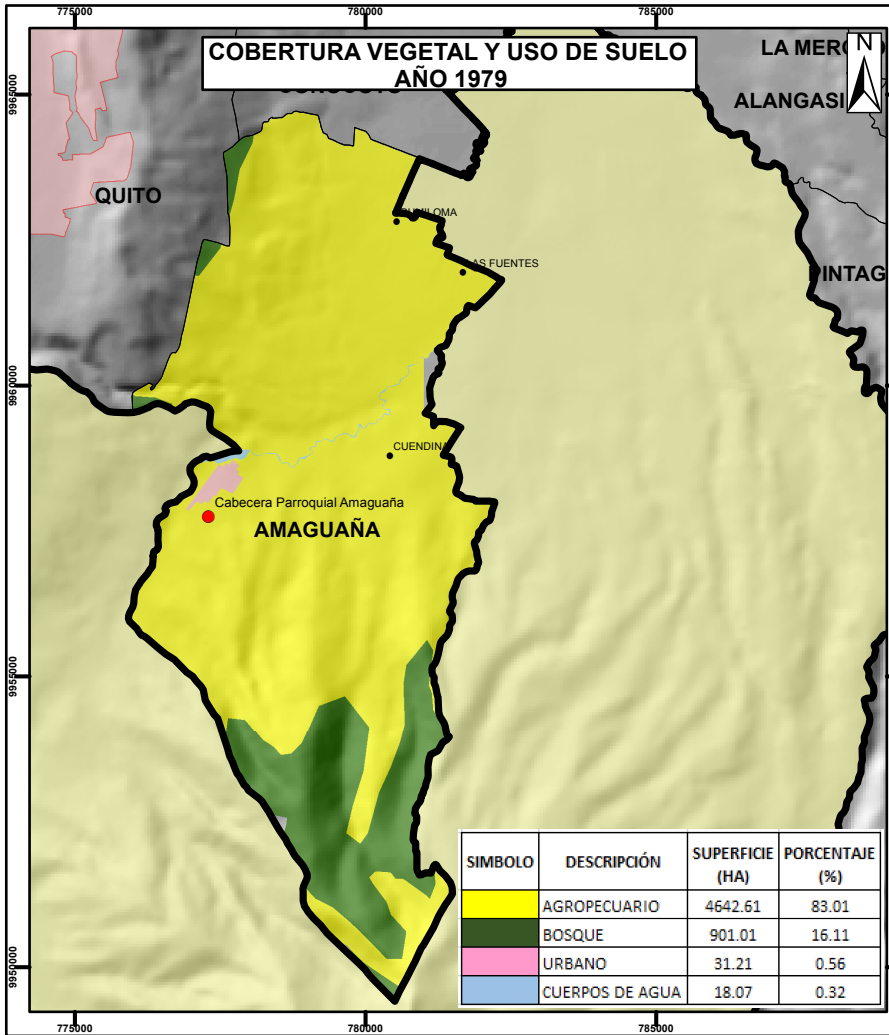 775000
780000
785000
COBERTURA VEGETAL Y USO DE SUELO
AÑO 1979
N
ALANGASI
9965000
QUITO
9960000
CUENDINA
Cabecera Parroquial Amaguaña
AMAGUAÑA
9955000
9950000
SIMBOLO DESCRIPCIÓN SUPERFICIE (HA) PORCENTAJE (%)
AGROPECUARIO 4642.61 83.01
BOSQUE 901.01 16.11
URBANO 31.21 0.56
CUERPOS DE AGUA 18.07 0.32
LA MERC
PINTAG
AS FUENTES
775000
780000
785000